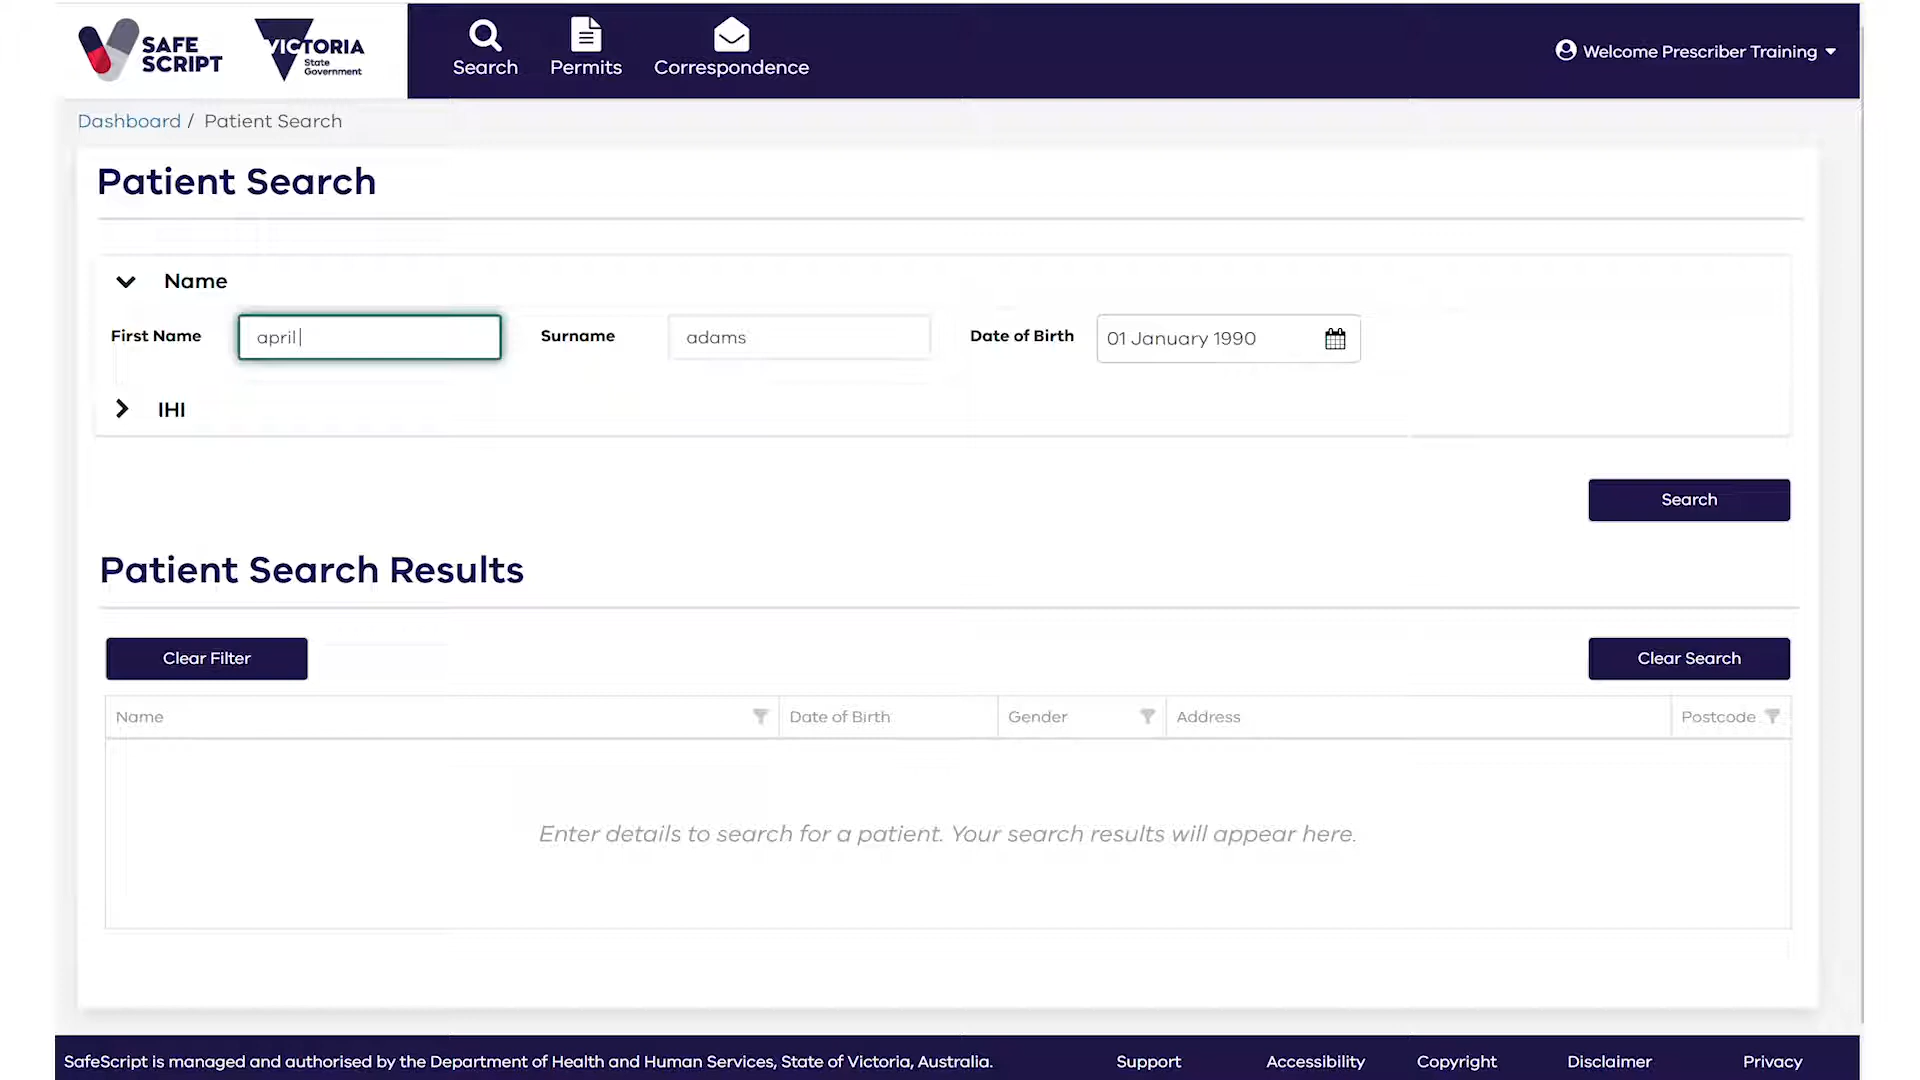 SAFE
SCRIPT
VICTORIA
State
Government
Search
Permits
Correspondence
Welcome Prescriber Training
Dashboard / Patient Search
Patient Search
Name
First Name april Surname adams Date of Birth 01 January 1990
IHI
Search
Patient Search Results
Clear Filter Clear Search
Name Date of Birth Gender Address Postcode
Enter details to search for a patient. Your search results will appear here.
SafeScript is managed and authorised by the Department of Health and Human Services, State of Victoria, Australia. Support Accessibility Copyright Disclaimer Privacy